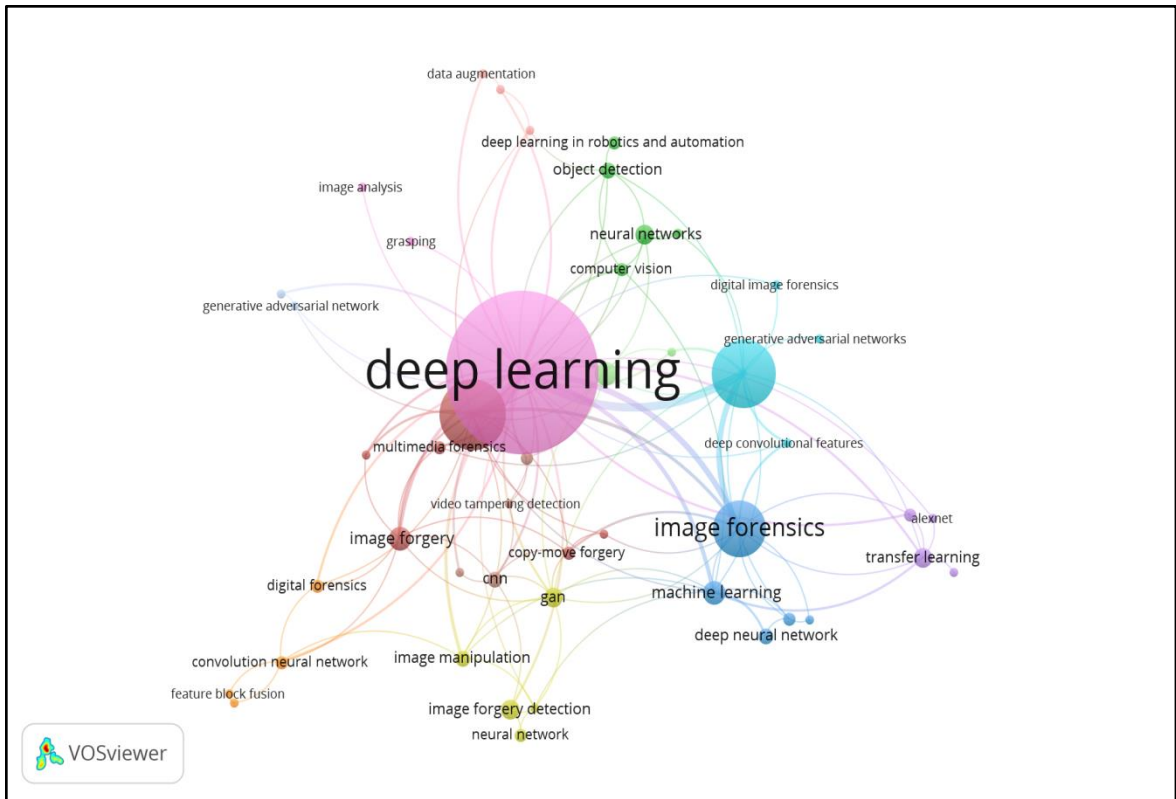 data augmentation
deep learning in robotics and automation
object detection
image analysis
neural networks
grasping
computer vision
digital image forensics
generative adversarial network
generative adversarial networks
deep learning
deep convolutional features
multimedia forensics
video tampering detection
alexnet
image forensics
image forgery
copy-move forgery
transfer learning
cnn
digital forensics
gan
machine learning
deep neural network
convolution neural network
image manipulation
feature block fusion
image forgery detection
neural network
VOSviewer